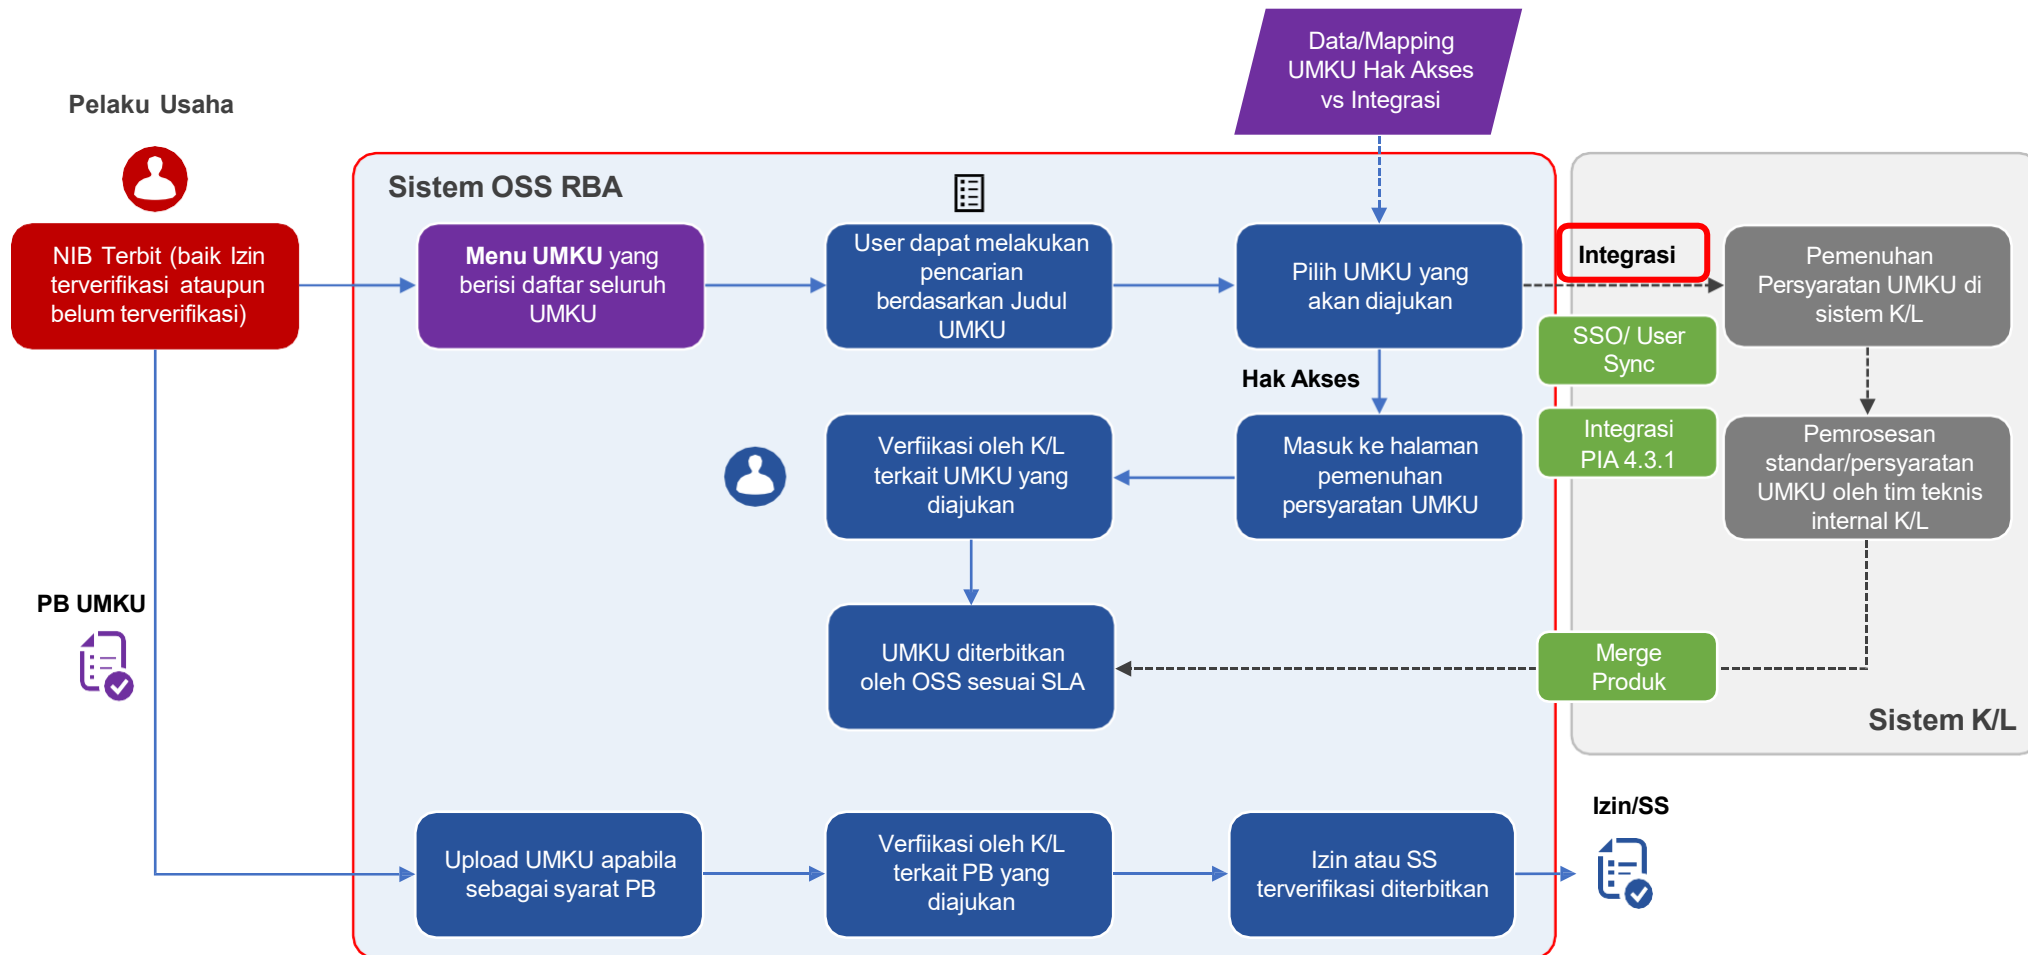 Data/Mapping
UMKU Hak Akses
vs Integrasi
Pelaku Usaha
Sistem OSS RBA
NIB Terbit (baik Izin
terverifikasi ataupun
belum terverifikasi)
Menu UMKU yang
berisi daftar seluruh
UMKU
User dapat melakukan
pencarian
berdasarkan Judul
UMKU
Pilih UMKU yang
akan diajukan
Integrasi
Pemenuhan
Persyaratan UMKU di
sistem K/L
SSO/ User
Sync
Hak Akses
Verfiikasi oleh K/L
terkait UMKU yang
diajukan
Masuk ke halaman
pemenuhan
persyaratan UMKU
Integrasi
PIA 4.3.1
Pemrosesan
standar/persyaratan
UMKU oleh tim teknis
internal K/L
PB UMKU
UMKU diterbitkan
oleh OSS sesuai SLA
Merge
Produk
Sistem K/L
Upload UMKU apabila
sebagai syarat PB
Verfiikasi oleh K/L
terkait PB yang
diajukan
Izin atau SS
terverifikasi diterbitkan
Izin/SS